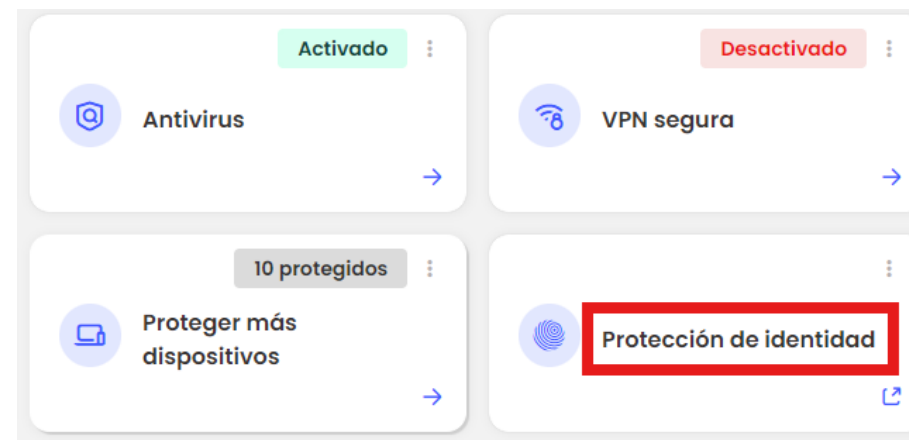 Activado
Antivirus
Desactivado
VPN segura
10 protegidos
Proteger más
dispositivos
Protección de identidad